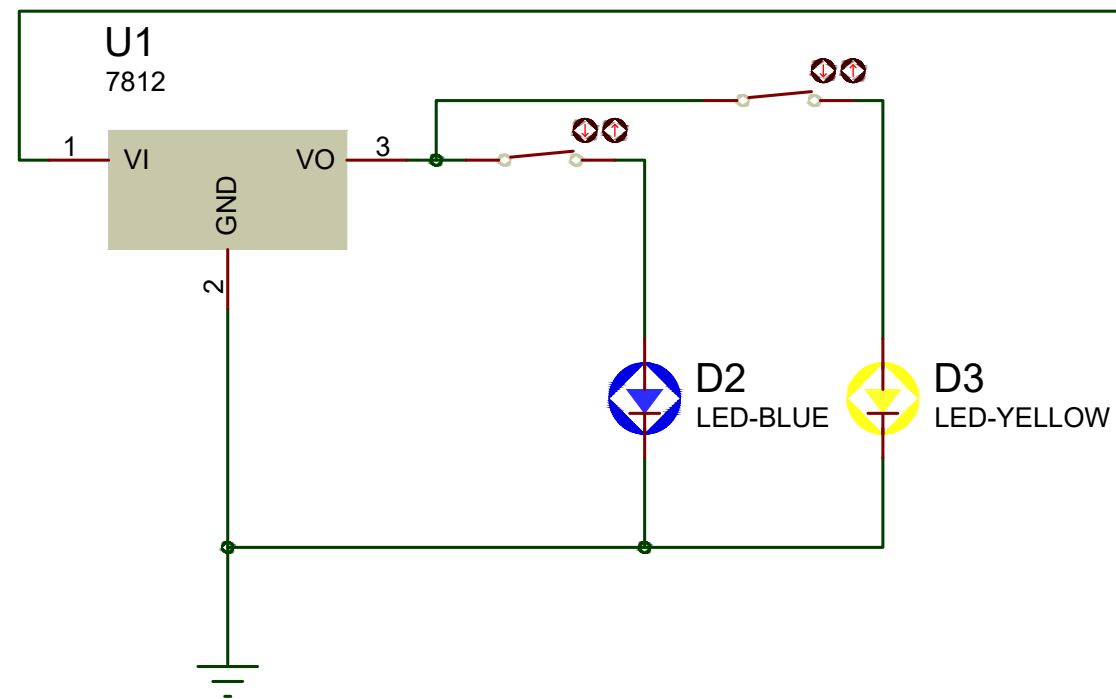 U1
7812
1
VI
VO
3
GND
2
D2
LED-BLUE
D3
LED-YELLOW